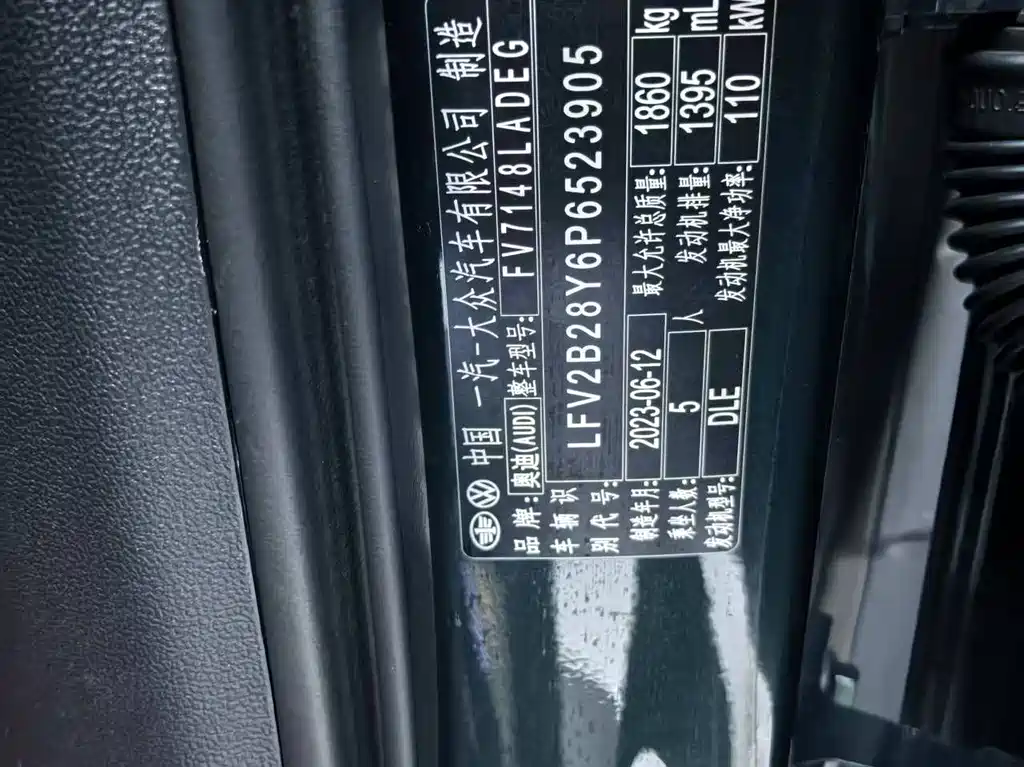 中国 一汽-大众汽车有限公司 制造
品牌: 奥迪(AUDI) 整车型号: FV7148LADEG
车辆识别代号: LFV2B28Y6P6523905
制造年月: 2023-06-12 最大允许总质量: 1860 kg
乘坐人数: 5 人 发动机排量: 1395 mL
发动机型号: DLE 发动机最大净功率: 110 kW